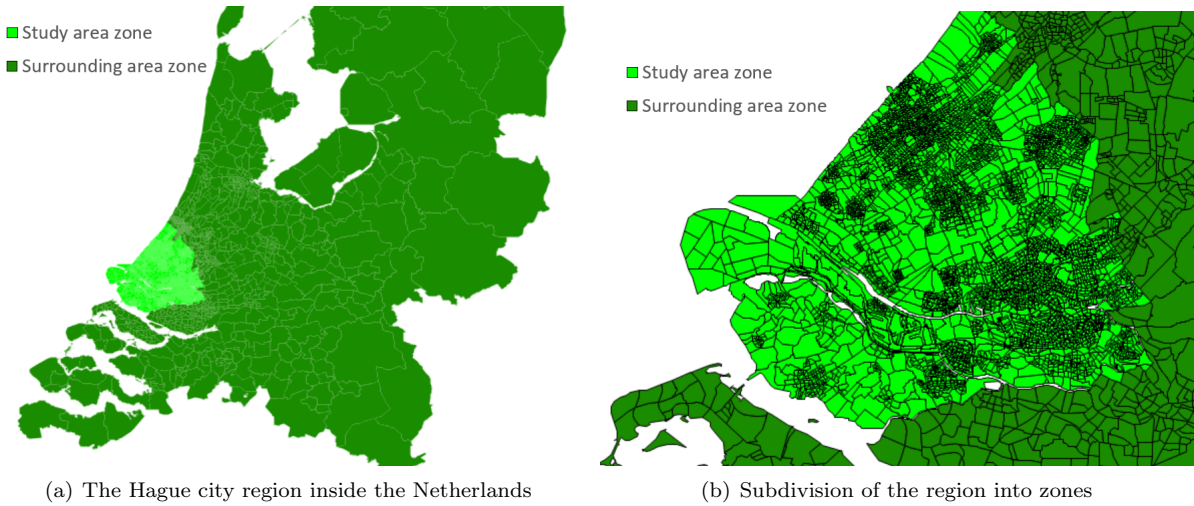 Study area zone
Surrounding area zone
Study area zone
Surrounding area zone
(a) The Hague city region inside the Netherlands
(b) Subdivision of the region into zones